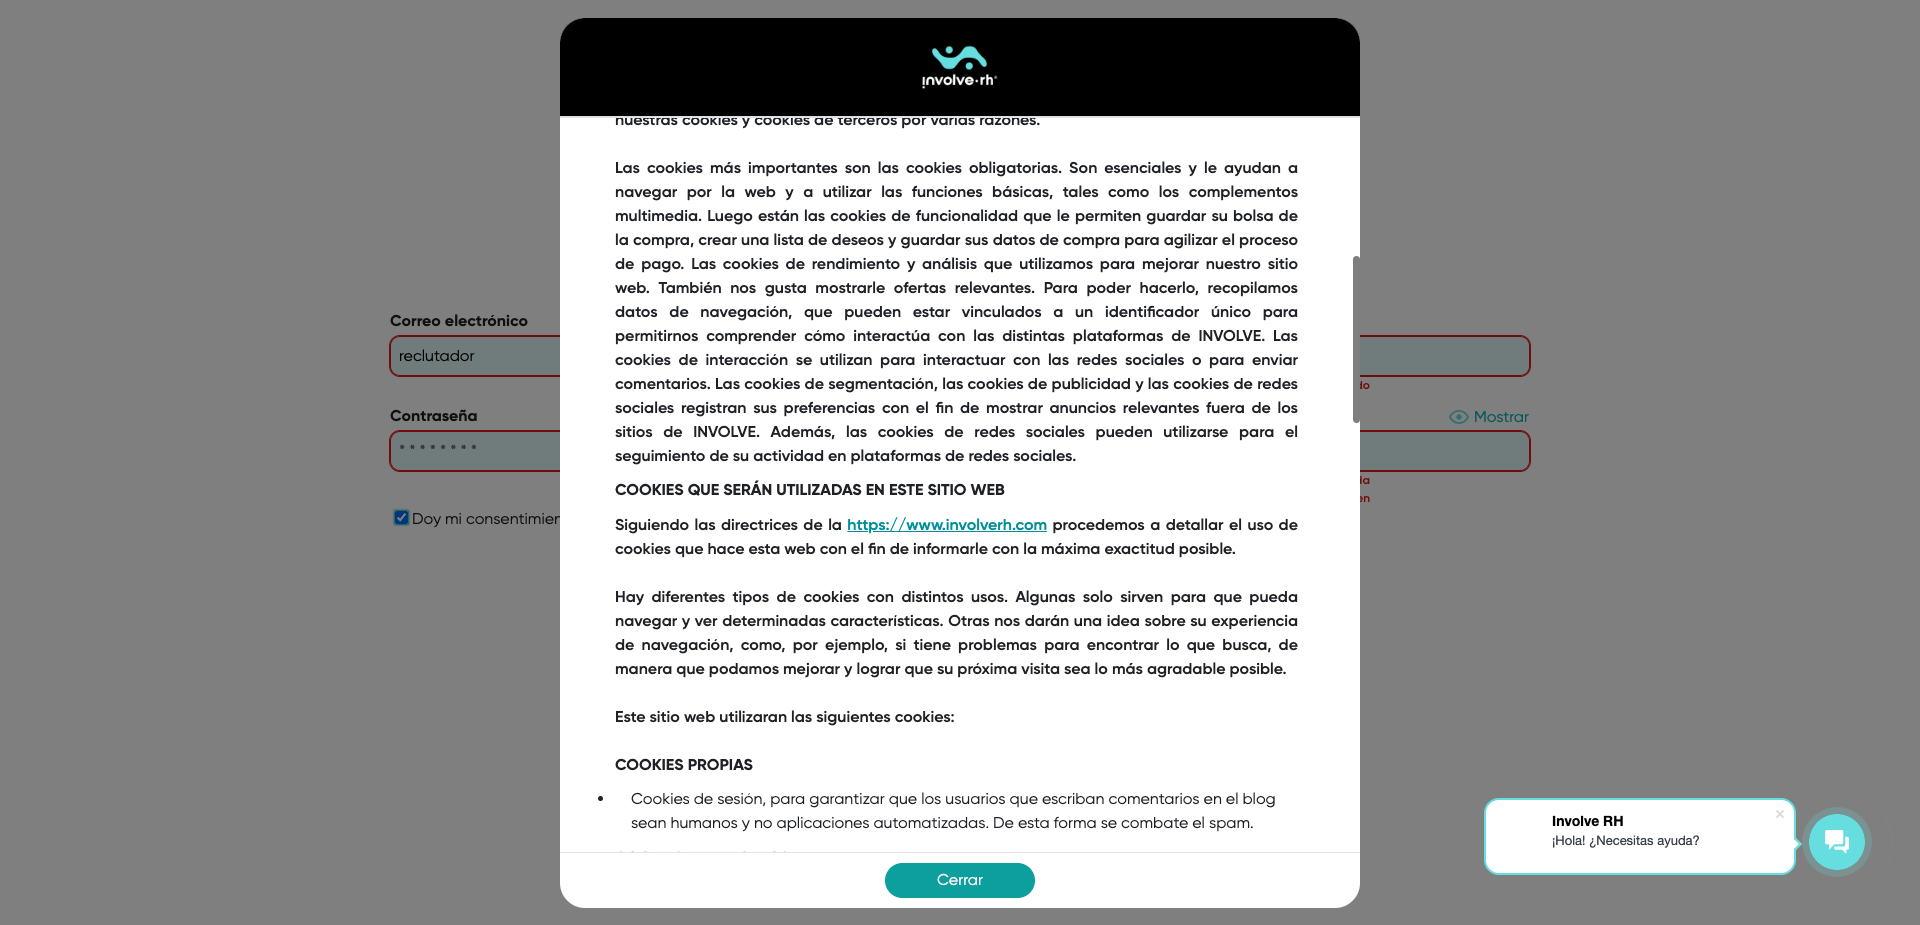 involve·rh
nuestras cookies y cookies de terceros por varias razones.
Las cookies más importantes son las cookies obligatorias. Son esenciales y le ayudan a
navegar por la web y a utilizar las funciones básicas, tales como los complementos
multimedia. Luego están las cookies de funcionalidad que le permiten guardar su bolsa de
la compra, crear una lista de deseos y guardar sus datos de compra para agilizar el proceso
de pago. Las cookies de rendimiento y análisis que utilizamos para mejorar nuestro sitio
web. También nos gusta mostrarle ofertas relevantes. Para poder hacerlo, recopilamos
datos de navegación, que pueden estar vinculados a un identificador único para
permitirnos comprender cómo interactúa con las distintas plataformas de INVOLVE. Las
cookies de interacción se utilizan para interactuar con las redes sociales o para enviar
comentarios. Las cookies de segmentación, las cookies de publicidad y las cookies de redes
sociales registran sus preferencias con el fin de mostrar anuncios relevantes fuera de los
sitios de INVOLVE. Además, las cookies de redes sociales pueden utilizarse para el
seguimiento de su actividad en plataformas de redes sociales.
COOKIES QUE SERÁN UTILIZADAS EN ESTE SITIO WEB
Siguiendo las directrices de la https://www.involverh.com procedemos a detallar el uso de
cookies que hace esta web con el fin de informarle con la máxima exactitud posible.
Hay diferentes tipos de cookies con distintos usos. Algunas solo sirven para que pueda
navegar y ver determinadas características. Otras nos darán una idea sobre su experiencia
de navegación, como, por ejemplo, si tiene problemas para encontrar lo que busca, de
manera que podamos mejorar y lograr que su próxima visita sea lo más agradable posible.
Este sitio web utilizaran las siguientes cookies:
COOKIES PROPIAS
• Cookies de sesión, para garantizar que los usuarios que escriban comentarios en el blog
sean humanos y no aplicaciones automatizadas. De esta forma se combate el spam.
Cerrar
Correo electrónico
reclutador
Contraseña
Mostrar
Doy mi
Involve RH
¡Hola! ¿Necesitas ayuda?